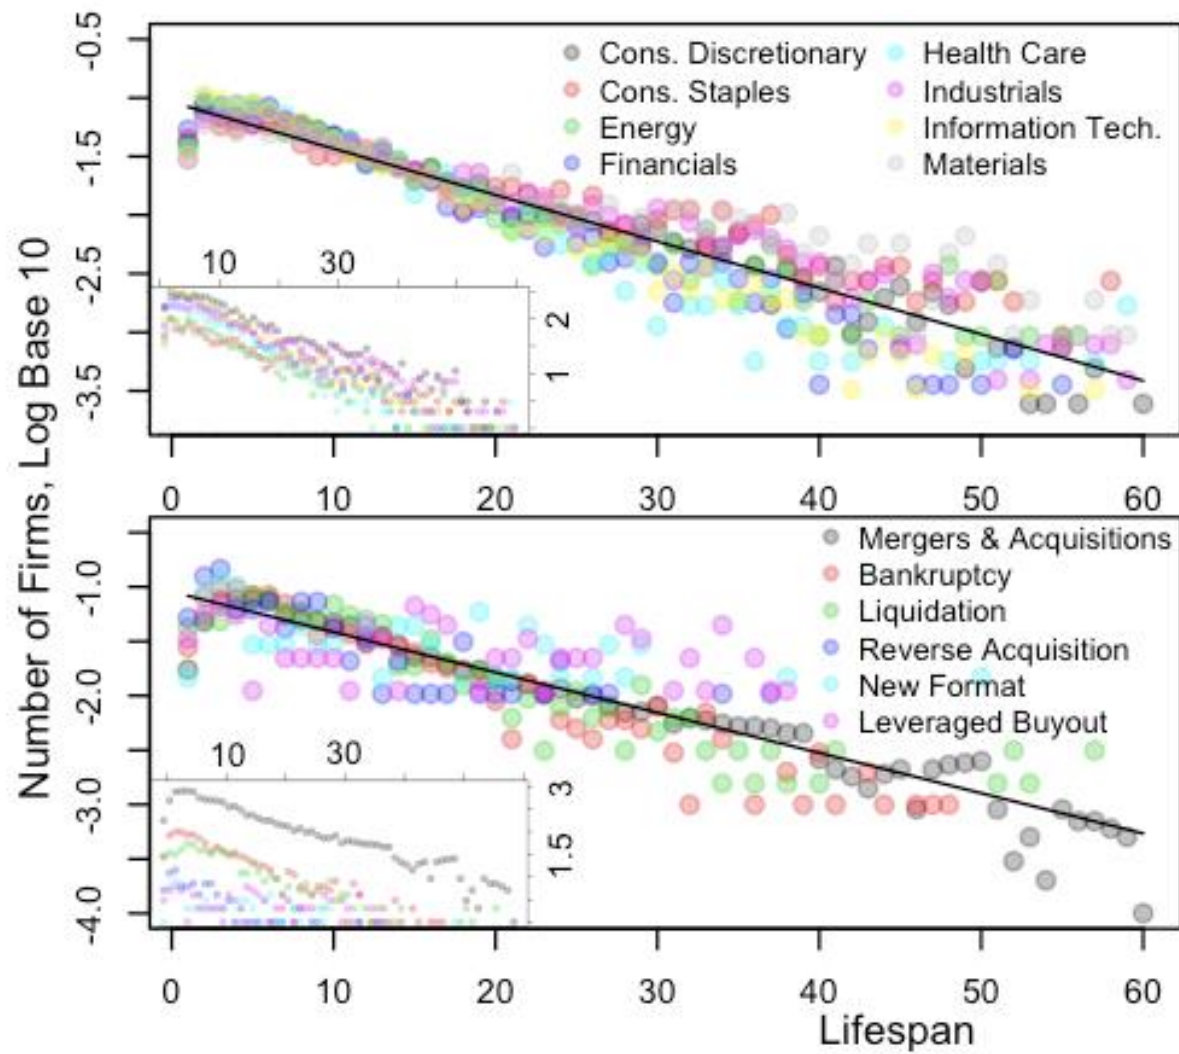 Number of Firms, Log Base 10
-0.5
-1.5
-2.5
-3.5
Cons. Discretionary
Cons. Staples
Energy
Financials
Health Care
Industrials
Information Tech.
Materials
10 30
2
1
0 10 20 30 40 50 60
-1.0
-2.0
-3.0
-4.0
Mergers & Acquisitions
Bankruptcy
Liquidation
Reverse Acquisition
New Format
Leveraged Buyout
10 30
3
1.5
0 10 20 30 40 50 60
Lifespan